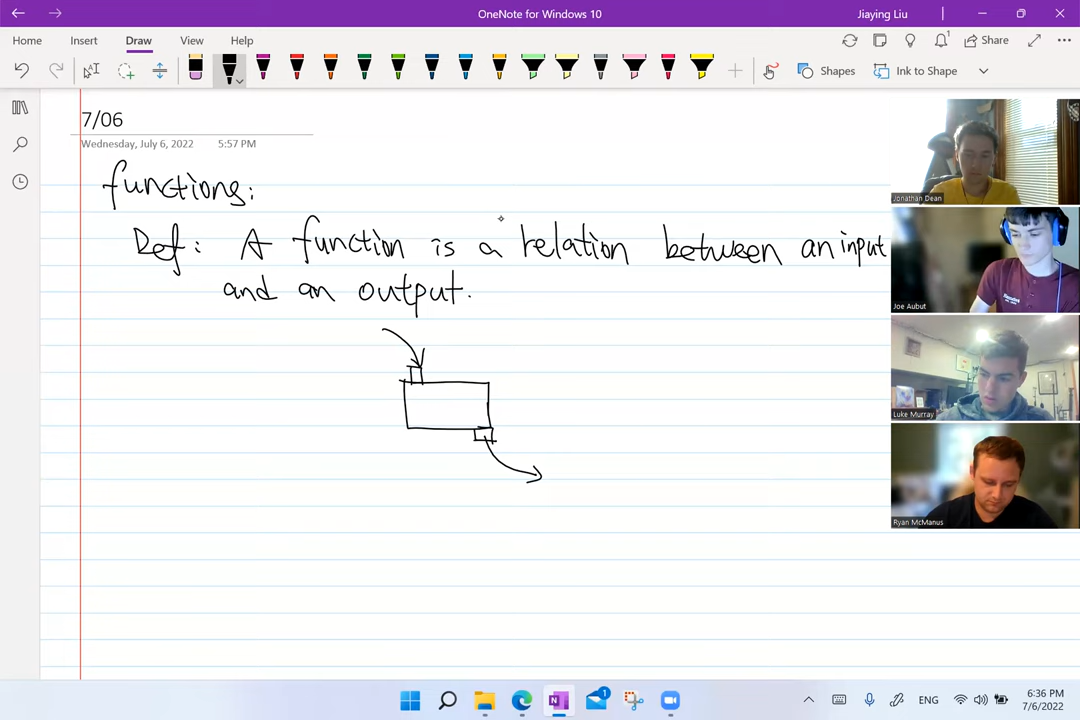 OneNote for Windows 10
Jiaying Liu
Home Insert Draw View Help
Share
Shapes
Ink to Shape
7/06
Wednesday, July 6, 2022 5:57 PM
functions:
Def: A function is a relation between an input
and an output.
Jonathan Dean
Joe Aubut
Luke Murray
Ryan McManus
1
ENG
6:36 PM
7/6/2022